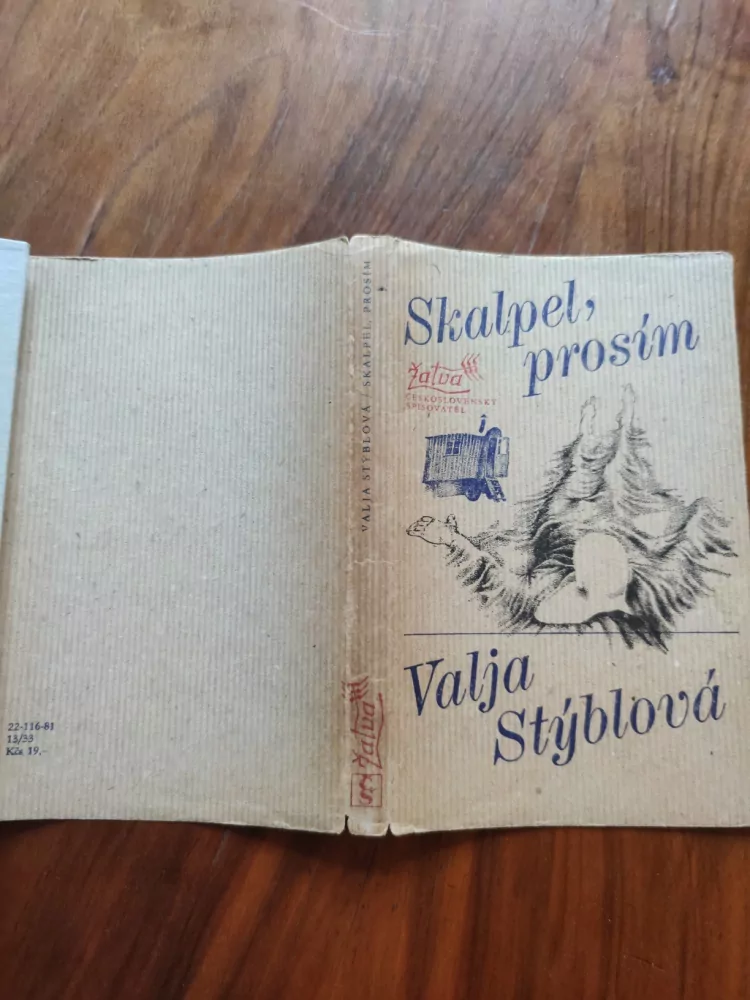 Skalpel,
prosím
Žatva
ČESKOSLOVENSKÝ
SPISOVATEL
Valja
Stýblová
VALJA STÝBLOVÁ / SKALPEL, PROSÍM
Žatva
22-116-81
13/33
Kčs 19,-